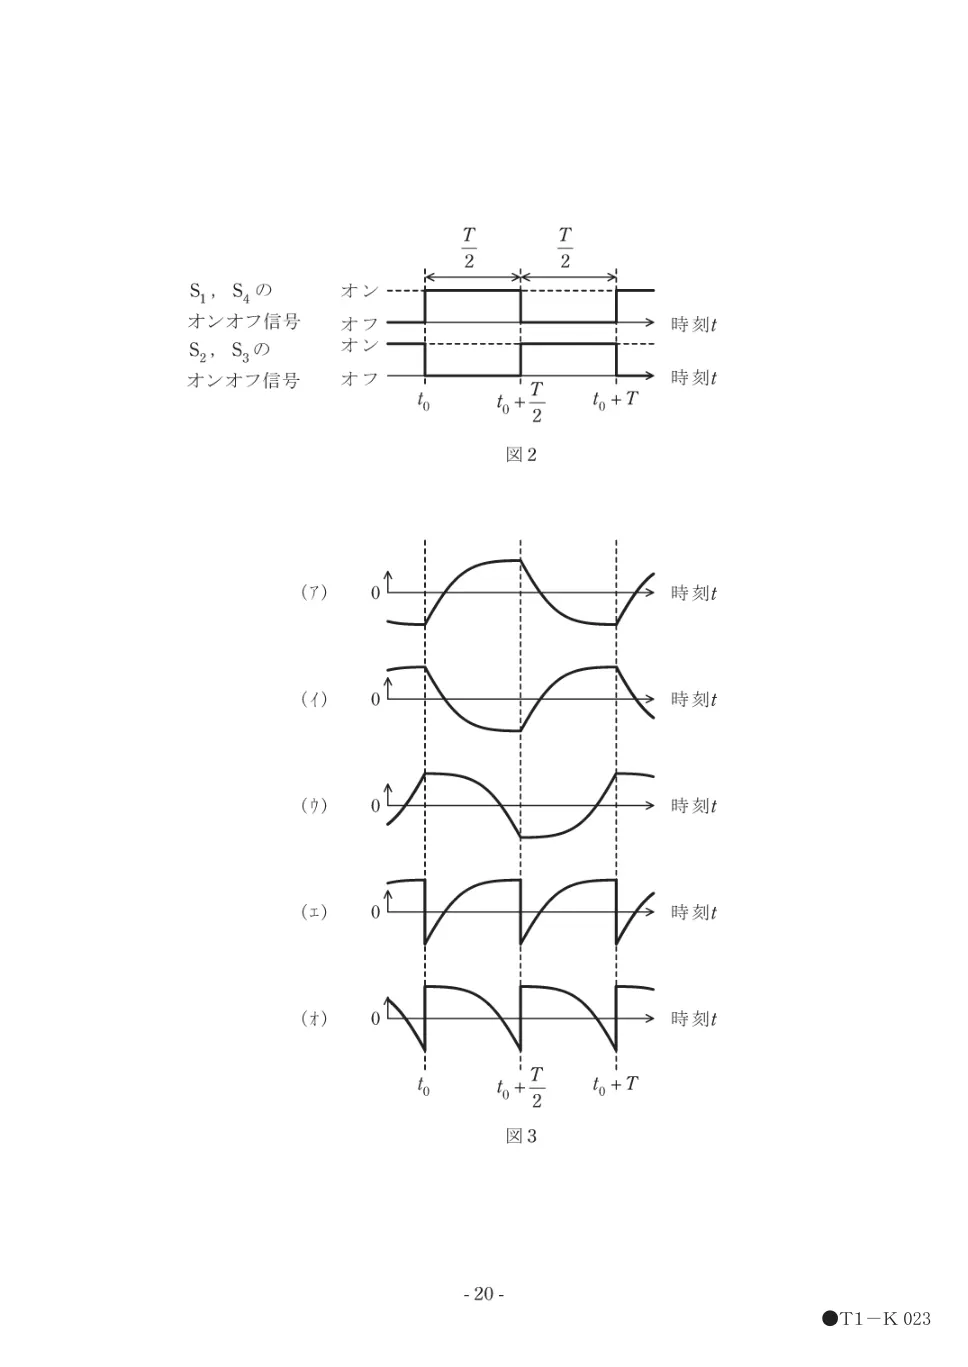 T/2 T/2
S₁, S₄の オン
オンオフ信号 オフ 時刻t
S₂, S₃の オン
オンオフ信号 オフ 時刻t
t₀ t₀+T/2 t₀+T
図2
(ア) 0 時刻t
(イ) 0 時刻t
(ウ) 0 時刻t
(エ) 0 時刻t
(オ) 0 時刻t
t₀ t₀+T/2 t₀+T
図3
- 20 -
●T1－K 023